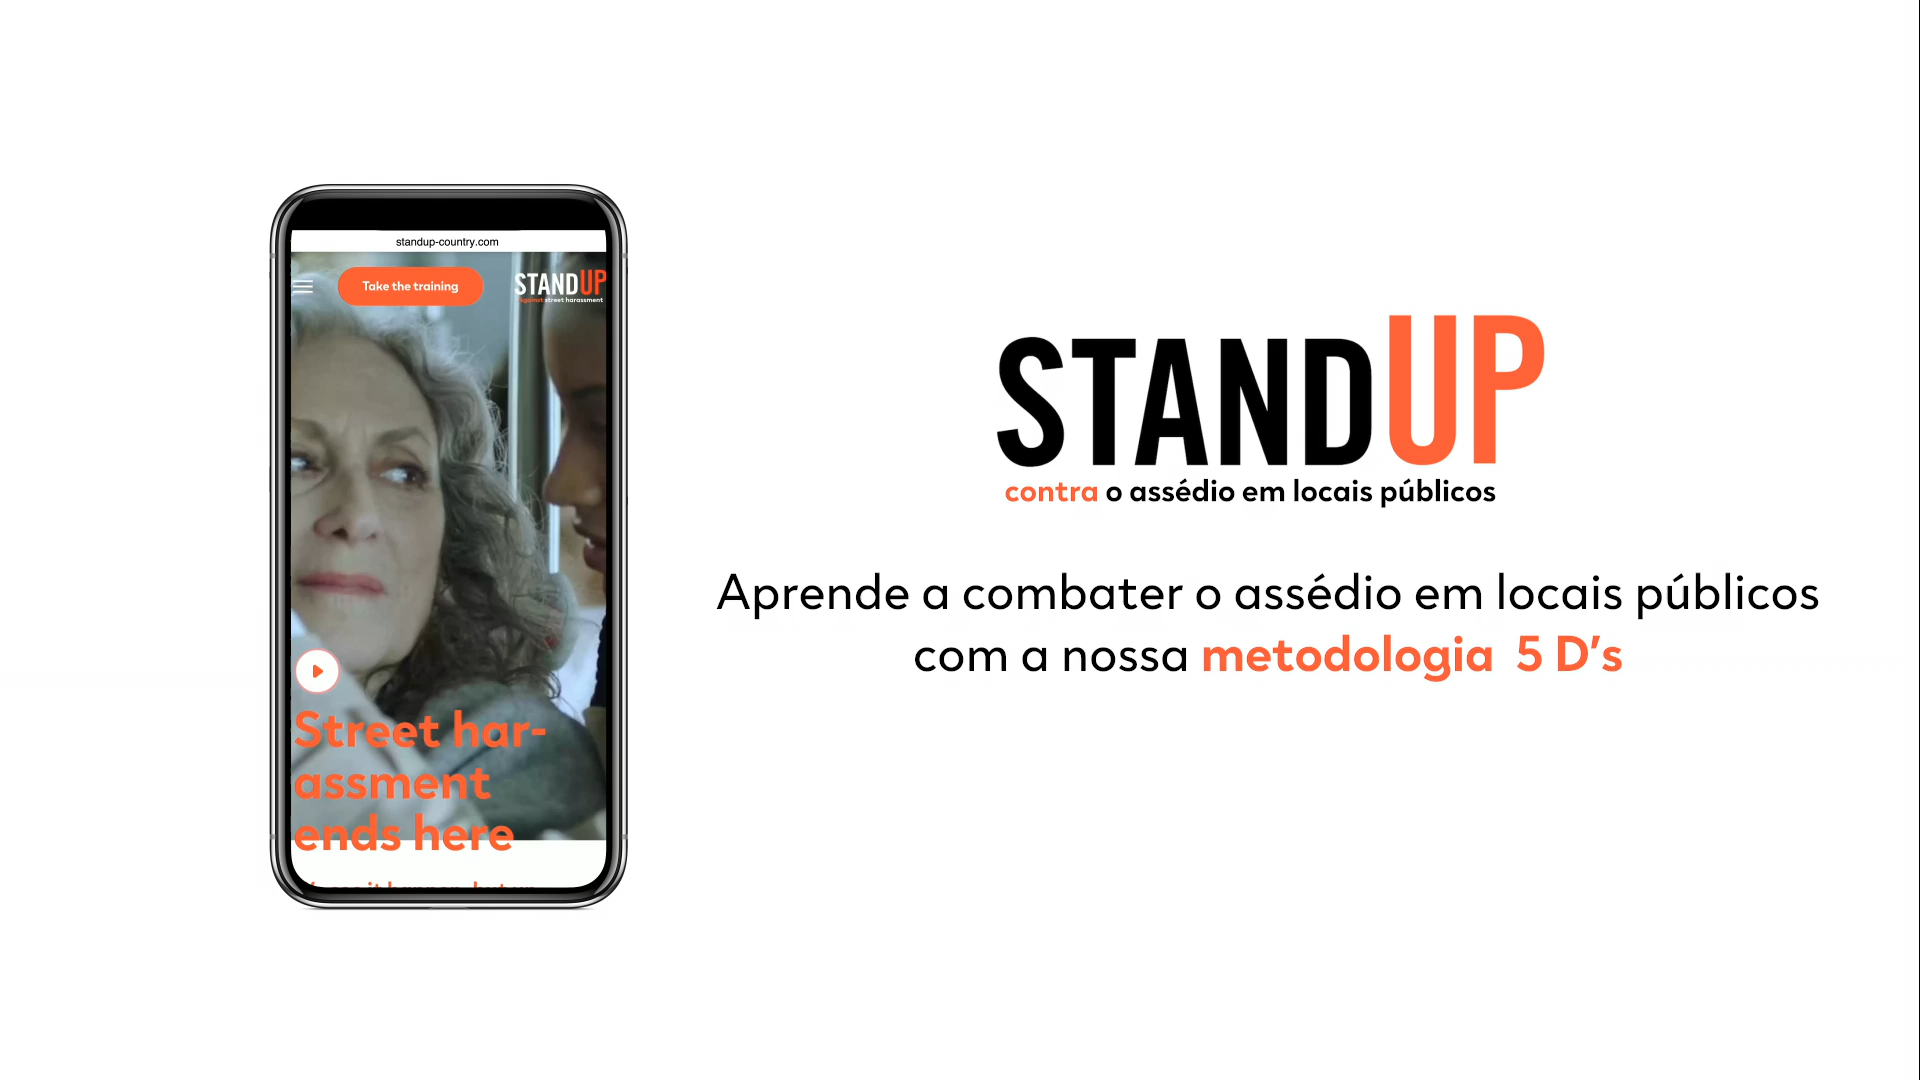 standup-country.com
Take the training
STANDUP
against street harassment
Street har-
assment
ends here
STANDUP
contra o assédio em locais públicos
Aprende a combater o assédio em locais públicos
com a nossa metodologia 5 D's